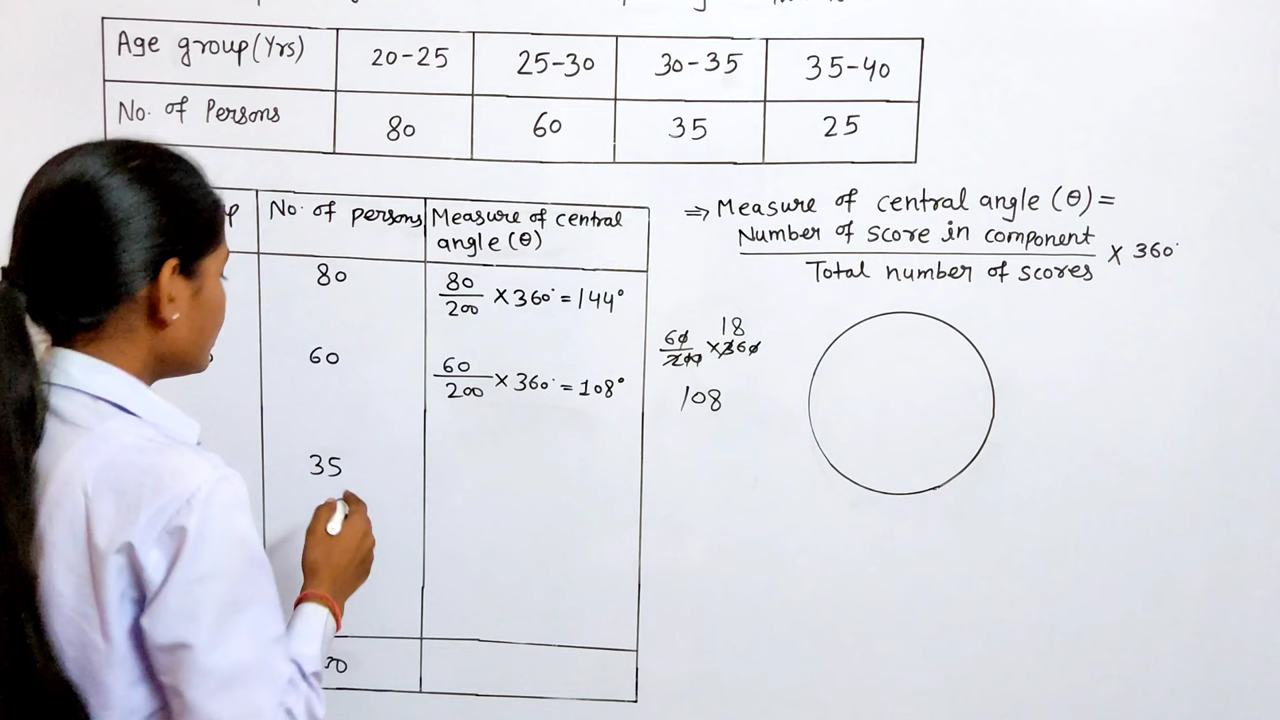 Age group (Yrs) 20-25 25-30 30-35 35-40
No. of Persons 80 60 35 25
No. of persons Measure of central angle (θ)
80 80/200 × 360° = 144°
60 60/200 × 360° = 108°
35
⇒ Measure of central angle (θ) =
Number of score in component
Total number of scores × 360°
18
60/200 × 360
108